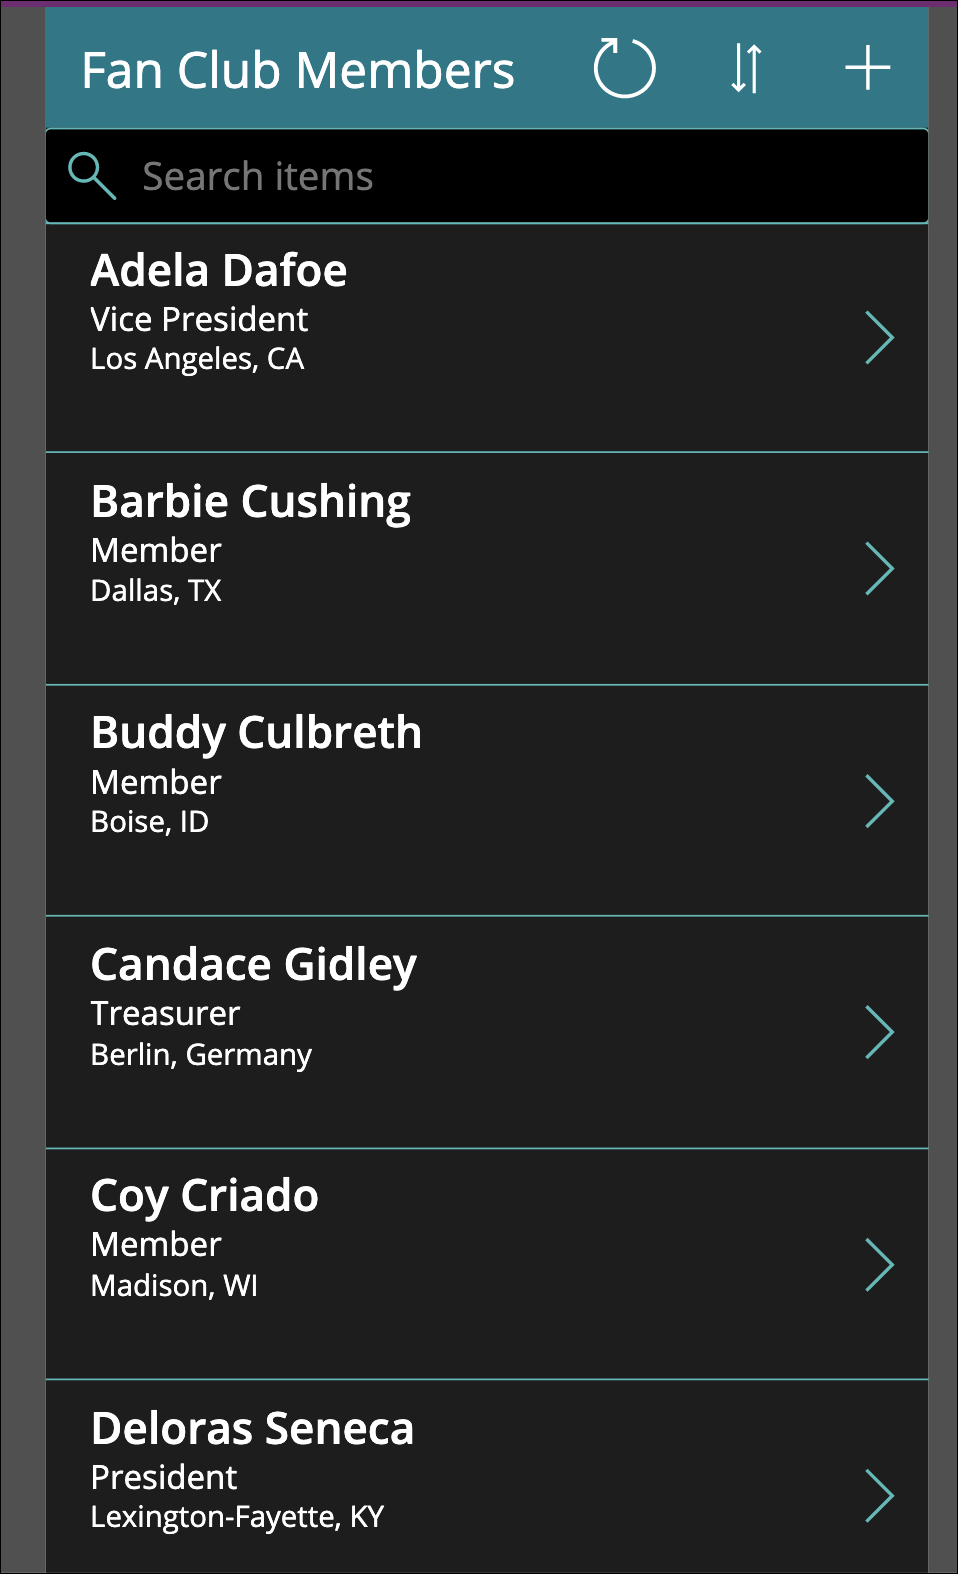 Fan Club Members
Search items
Adela Dafoe
Vice President
Los Angeles, CA
Barbie Cushing
Member
Dallas, TX
Buddy Culbreth
Member
Boise, ID
Candace Gidley
Treasurer
Berlin, Germany
Coy Criado
Member
Madison, WI
Deloras Seneca
President
Lexington-Fayette, KY